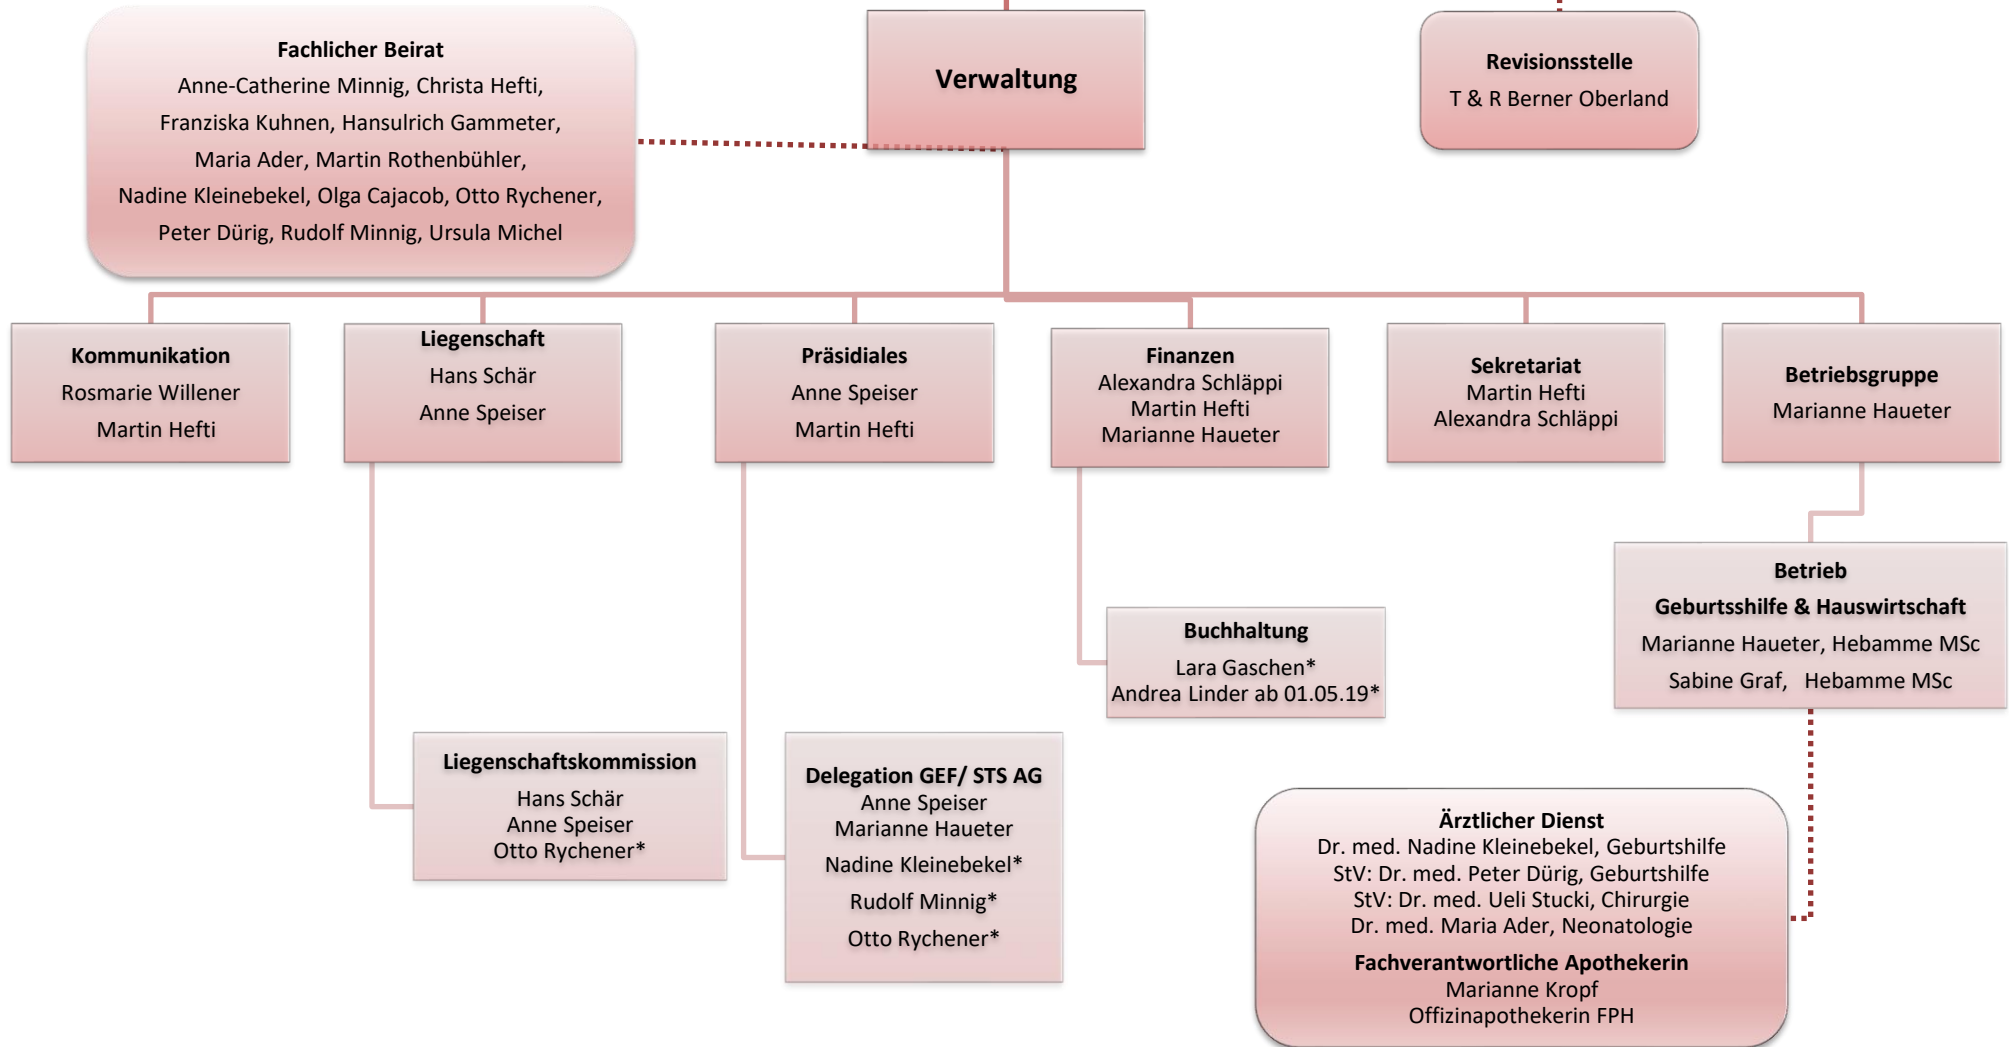 Fachlicher Beirat
Anne-Catherine Minnig, Christa Hefti,
Franziska Kuhnen, Hansulrich Gammeter,
Maria Ader, Martin Rothenbühler,
Nadine Kleinebekel, Olga Cajacob, Otto Rychener,
Peter Dürig, Rudolf Minnig, Ursula Michel
Verwaltung
Revisionsstelle
T & R Berner Oberland
Kommunikation
Rosmarie Willener
Martin Hefti
Liegenschaft
Hans Schär
Anne Speiser
Präsidiales
Anne Speiser
Martin Hefti
Finanzen
Alexandra Schläppi
Martin Hefti
Marianne Haueter
Sekretariat
Martin Hefti
Alexandra Schläppi
Betriebsgruppe
Marianne Haueter
Betrieb
Geburtsshilfe & Hauswirtschaft
Marianne Haueter, Hebamme MSc
Sabine Graf, Hebamme MSc
Buchhaltung
Lara Gaschen*
Andrea Linder ab 01.05.19*
Liegenschaftskommission
Hans Schär
Anne Speiser
Otto Rychener*
Delegation GEF/ STS AG
Anne Speiser
Marianne Haueter
Nadine Kleinebekel*
Rudolf Minnig*
Otto Rychener*
Ärztlicher Dienst
Dr. med. Nadine Kleinebekel, Geburtshilfe
StV: Dr. med. Peter Dürig, Geburtshilfe
StV: Dr. med. Ueli Stucki, Chirurgie
Dr. med. Maria Ader, Neonatologie
Fachverantwortliche Apothekerin
Marianne Kropf
Offizinapothekerin FPH